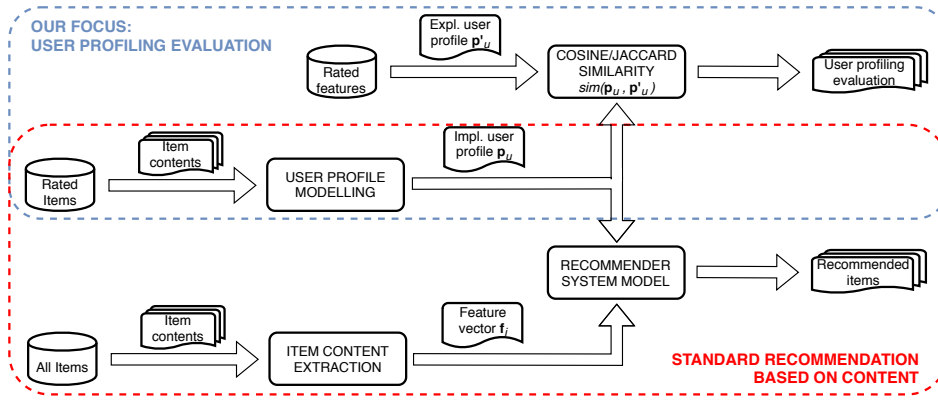 OUR FOCUS:
USER PROFILING EVALUATION
Rated
features
Expl. user
profile p'u
COSINE/JACCARD
SIMILARITY
sim(pu , p'u )
User profiling
evaluation
Rated
Items
Item
contents
USER PROFILE
MODELLING
Impl. user
profile pu
RECOMMENDER
SYSTEM MODEL
Recommended
items
All Items
Item
contents
ITEM CONTENT
EXTRACTION
Feature
vector fi
STANDARD RECOMMENDATION
BASED ON CONTENT